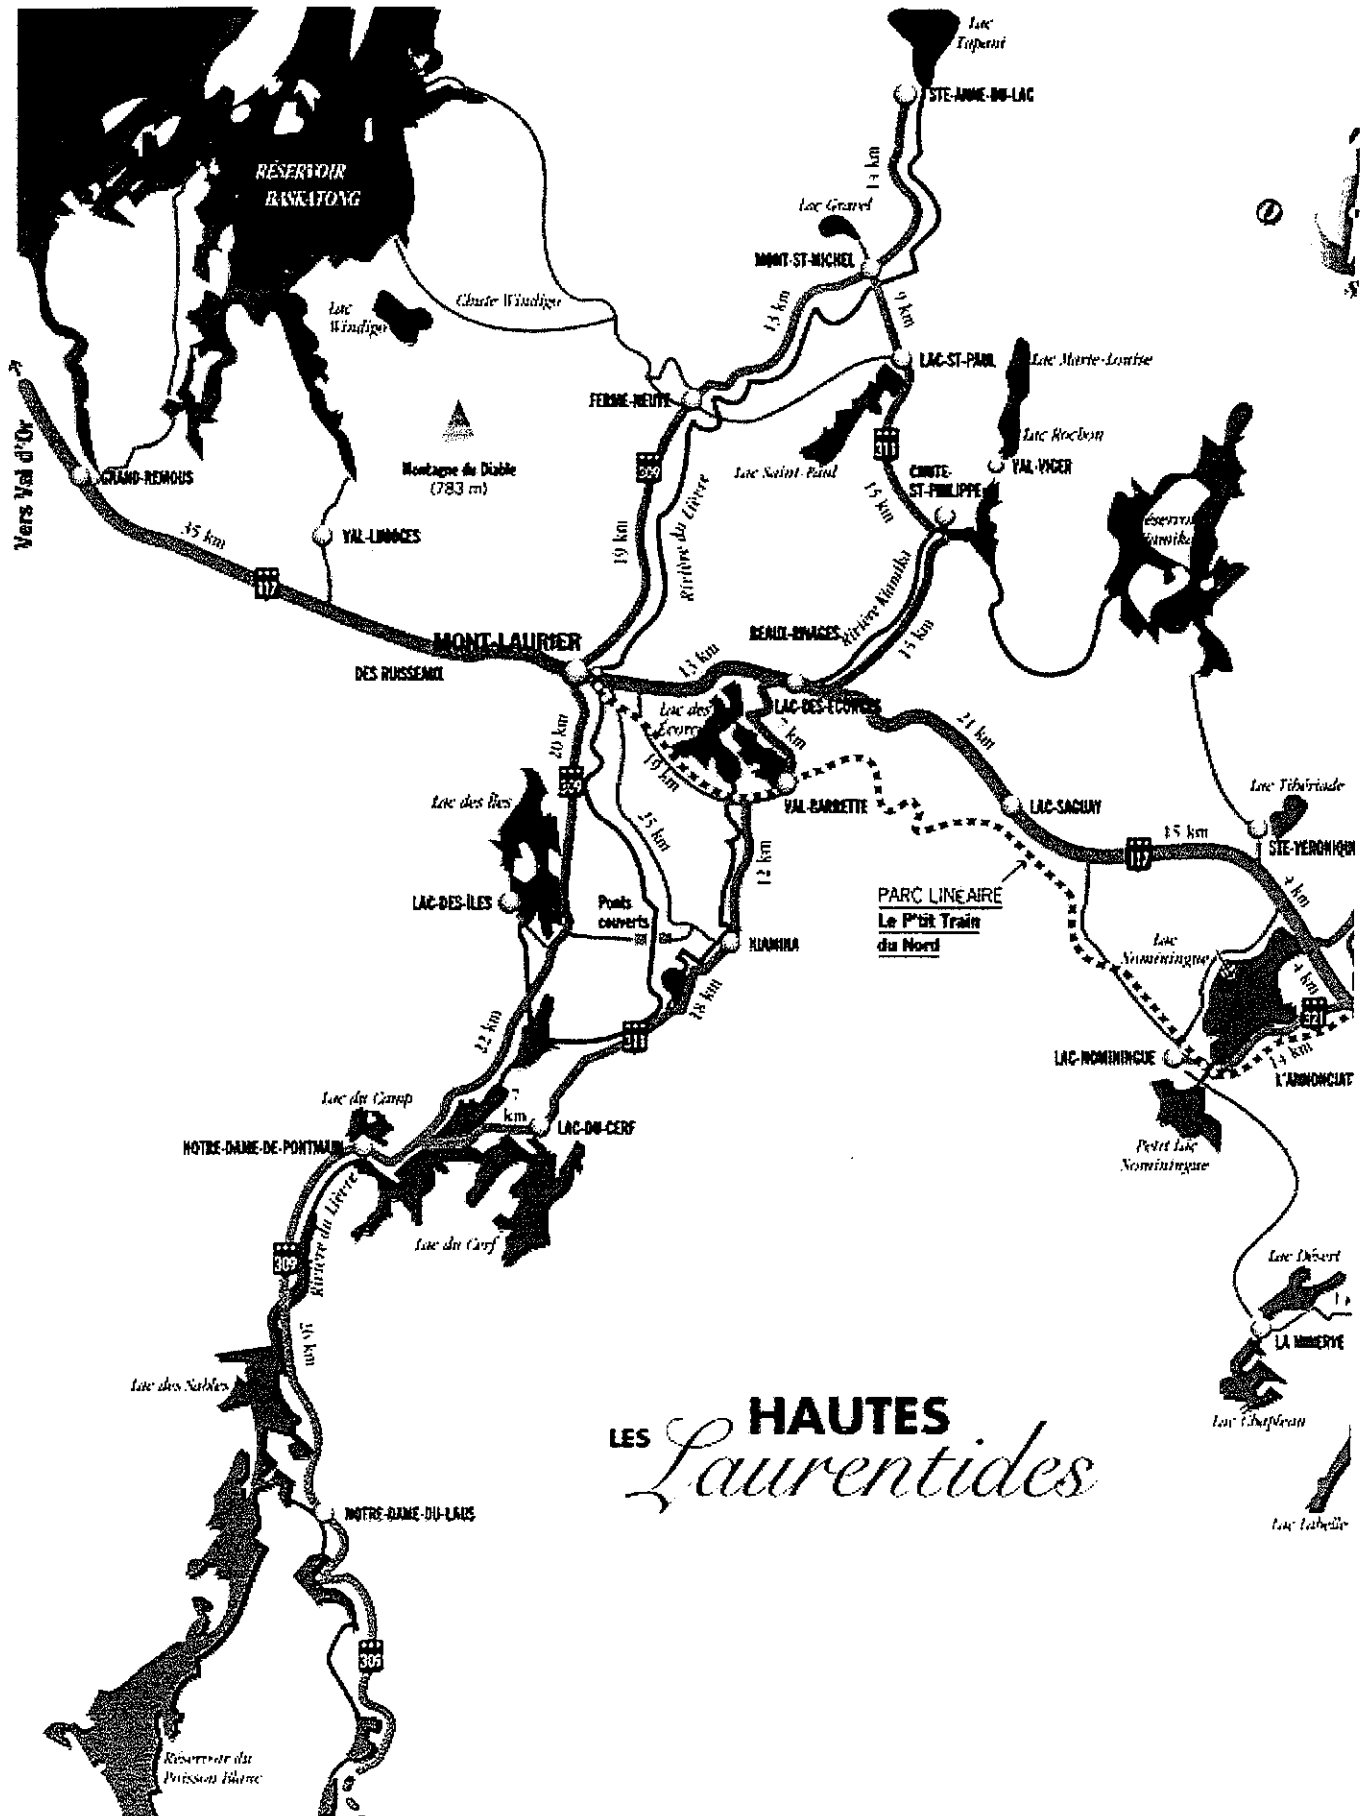 Lac
Tapani
STE-ANNE-DU-LAC
14 km
RÉSERVOIR
BASKATONG
Lac Gravel
MONT-ST-MICHEL
13 km
9 km
Lac
Windigo
Chute Windigo
LAC-ST-PAUL
Lac Marie-Louise
FERME-NEUVE
Vers Val d'Or
GRAND-REMOUS
Montagne du Diable
(783 m)
309
Lac Saint-Paul
311
Lac Rochon
VAL-VIGER
CHUTE-
ST-PHILIPPE
15 km
35 km
VAL-LIMOGES
117
19 km
Rivière du Lièvre
Réservoir
Kiamika
Rivière Kiamika
15 km
BEAUX-RIVAGES
MONT-LAURIER
DES RUISSEAUX
13 km
LAC-DES-ÉCORCES
Lac des
Écorces
7 km
21 km
20 km
309
19 km
Lac des Îles
VAL-BARRETTE
LAC-SAGUAY
Lac Tibériade
25 km
12 km
117
15 km
STE-VÉRONIQUE
4 km
PARC LINÉAIRE
Le P'tit Train
du Nord
LAC-DES-ÎLES
Ponts
couverts
KIAMIKA
Lac
Nominingue
4 km
18 km
22 km
311
321
14 km
LAC-NOMININGUE
L'ANNONCIAT
Lac du Camp
7
km
LAC-DU-CERF
NOTRE-DAME-DE-PONTMAIN
Petit Lac
Nominingue
Rivière du Lièvre
Lac du Cerf
309
Lac Désert
LA MINERVE
Lac des Sables
Lac Chapleau
LES HAUTES
Laurentides
NOTRE-DAME-DU-LAUS
Lac Labelle
305
Réservoir du
Poisson Blanc